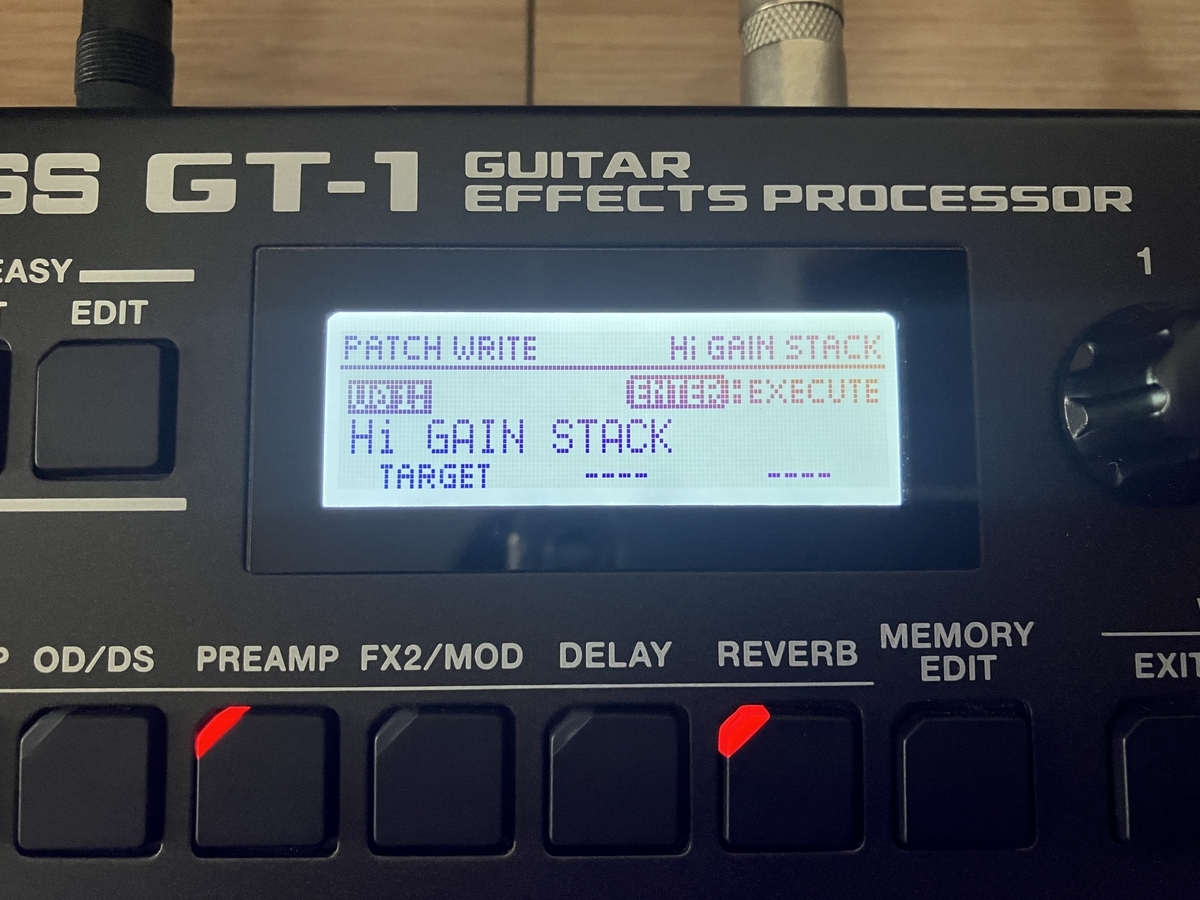 SS GT-1 GUITAR
EFFECTS PROCESSOR
EASY
EDIT
1
PATCH WRITE Hi GAIN STACK
ENTER:EXECUTE
Hi GAIN STACK
TARGET ---- ----
P OD/DS PREAMP FX2/MOD DELAY REVERB MEMORY
EDIT
EXIT